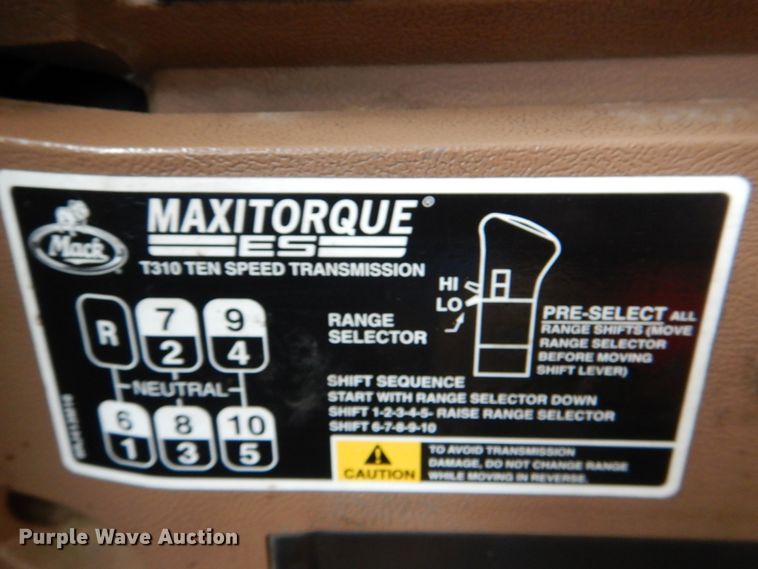 Mack
MAXITORQUE®
ES
T310 TEN SPEED TRANSMISSION
R
7
2
9
4
NEUTRAL
6
1
8
3
10
5
RANGE
SELECTOR
HI
LO
PRE-SELECT ALL
RANGE SHIFTS (MOVE
RANGE SELECTOR
BEFORE MOVING
SHIFT LEVER)
SHIFT SEQUENCE
START WITH RANGE SELECTOR DOWN
SHIFT 1-2-3-4-5- RAISE RANGE SELECTOR
SHIFT 6-7-8-9-10
CAUTION
TO AVOID TRANSMISSION
DAMAGE, DO NOT CHANGE RANGE
WHILE MOVING IN REVERSE.
Purple Wave Auction